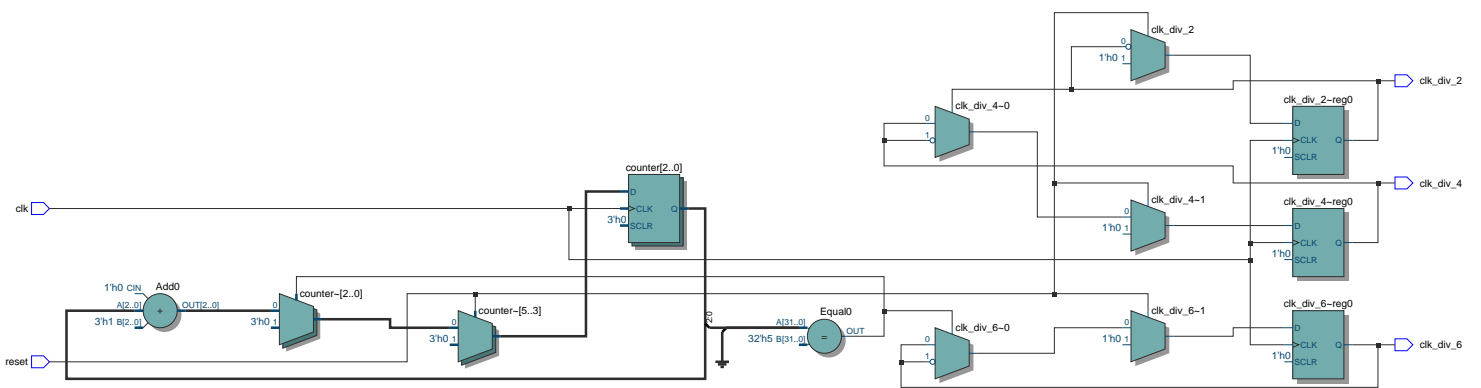 clk_div_2
0
1'h0 1
clk_div_2
clk_div_4~0
0
1
clk_div_2~reg0
D
CLK
Q
1'h0
SCLR
counter[2..0]
D
CLK
Q
3'h0
SCLR
clk
clk_div_4
clk_div_4~1
0
1'h0 1
clk_div_4~reg0
D
CLK
Q
1'h0
SCLR
1'h0 CIN
Add0
A[2..0]
OUT[2..0]
+
3'h1 B[2..0]
counter~[2..0]
0
3'h0 1
counter~[5..3]
0
3'h0 1
2:0
Equal0
A[31..0]
OUT
=
32'h5 B[31..0]
clk_div_6~0
0
1
clk_div_6~1
0
1'h0 1
clk_div_6~reg0
D
CLK
Q
1'h0
SCLR
clk_div_6
reset